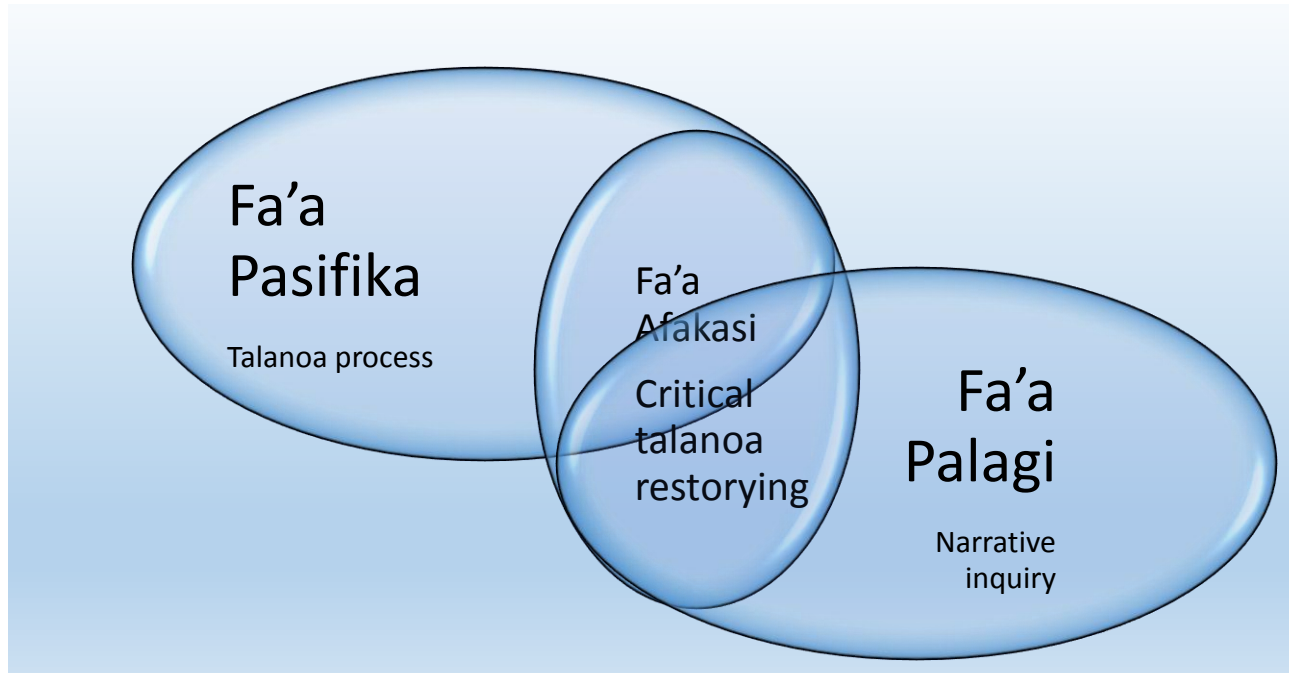 Fa’a
Pasifika
Talanoa process
Fa’a
Afakasi
Critical
talanoa
restorying
Fa’a
Palagi
Narrative
inquiry